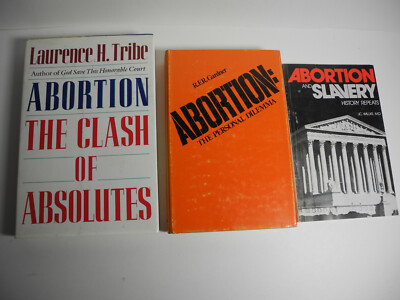 Laurence H. Tribe
Author of God Save This Honorable Court
ABORTION
THE CLASH
OF
ABSOLUTES
R.F.R. Gardner
ABORTION:
THE PERSONAL DILEMMA
ABORTION
AND
SLAVERY
HISTORY REPEATS
J.C. WILLKE, M.D.